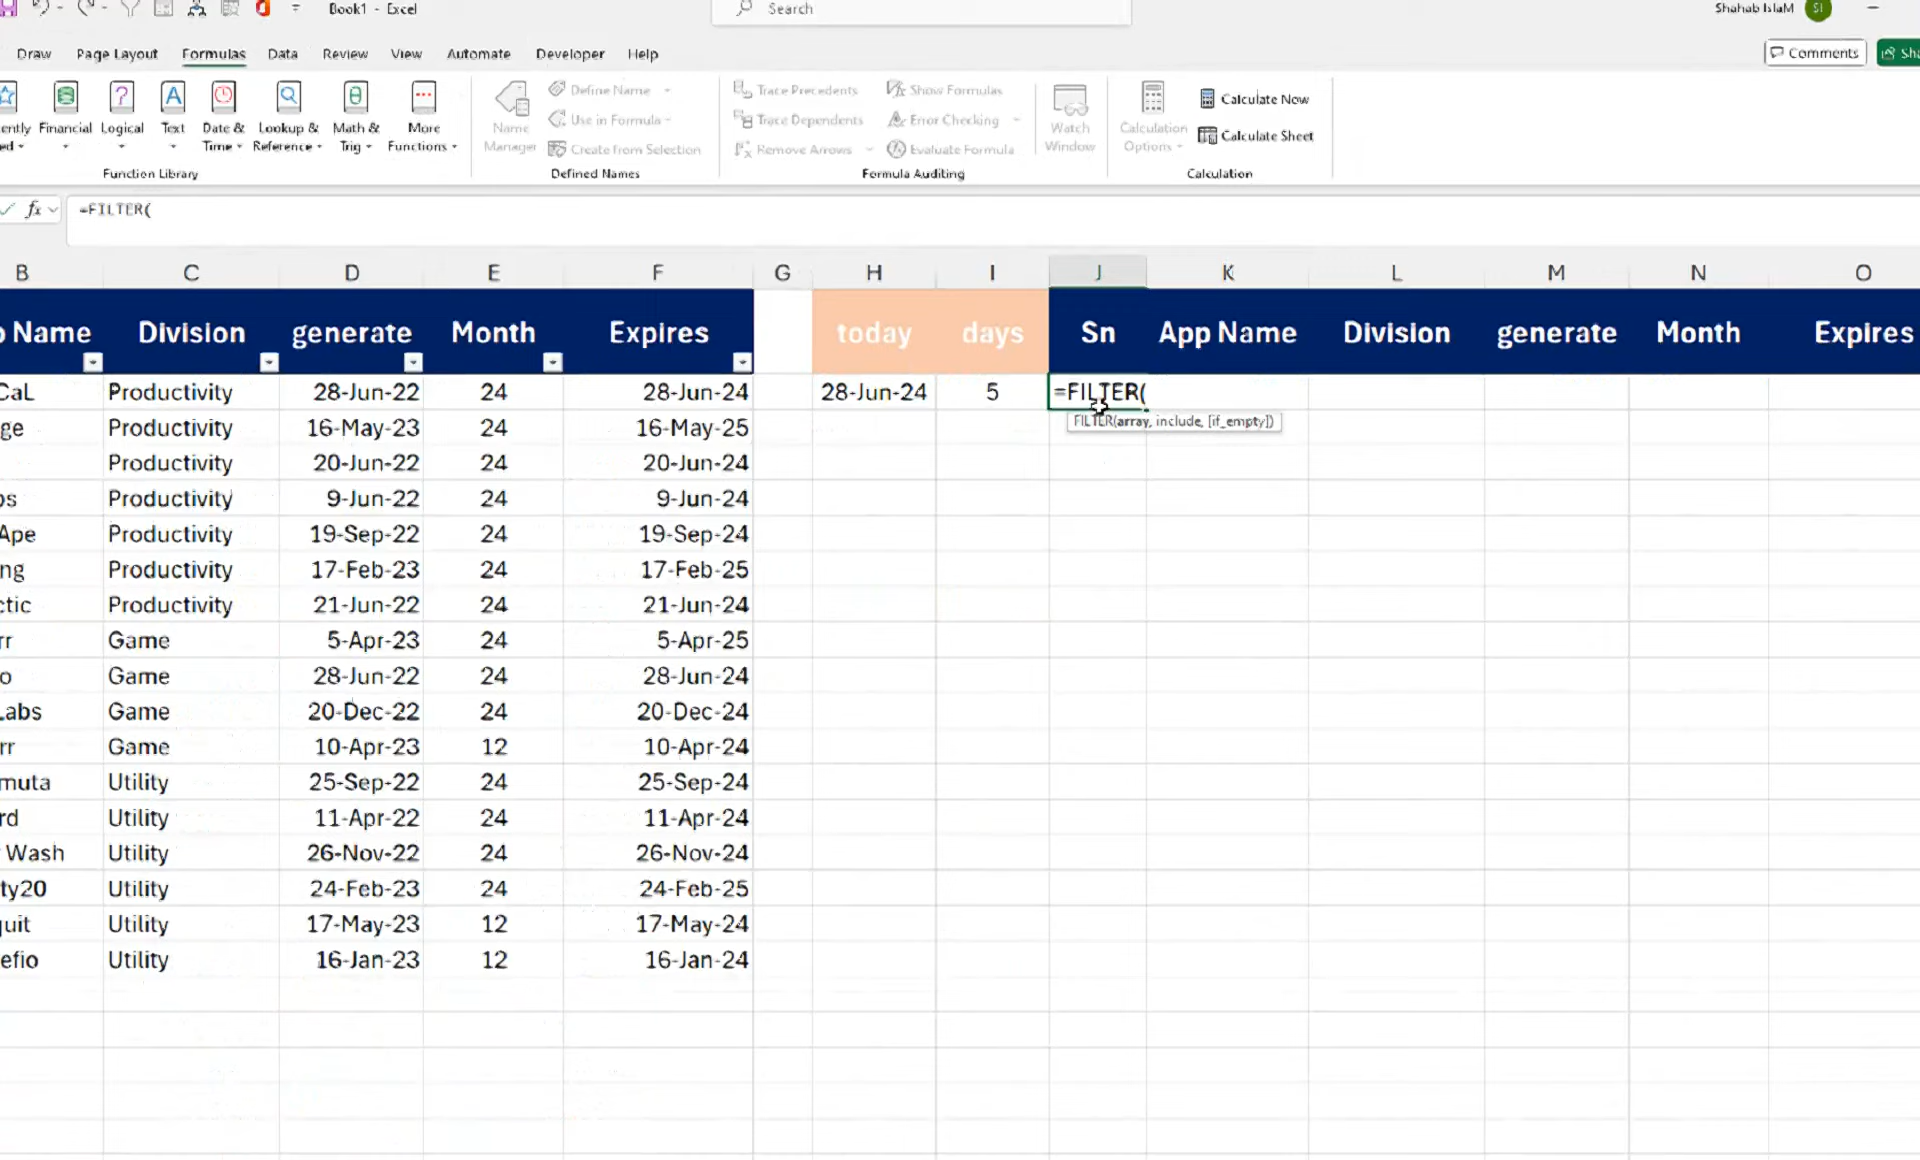 Book1 - Excel
Search
Shahab IslaM
SI
Draw Page Layout Formulas Data Review View Automate Developer Help
Comments
Sha
ently Financial Logical Text Date & Lookup & Math & More
ed Time Reference Trig Functions
Function Library
Name
Manager
Define Name
Use in Formula
Create from Selection
Defined Names
Trace Precedents
Trace Dependents
Remove Arrows
Show Formulas
Error Checking
Evaluate Formula
Formula Auditing
Watch
Window
Calculation
Options
Calculate Now
Calculate Sheet
Calculation
fx =FILTER(
B C D E F G H I J K L M N O
o Name Division generate Month Expires today days Sn App Name Division generate Month Expires
CaL Productivity 28-Jun-22 24 28-Jun-24 28-Jun-24 5 =FILTER(
FILTER(array, include, [if_empty])
ge Productivity 16-May-23 24 16-May-25
Productivity 20-Jun-22 24 20-Jun-24
os Productivity 9-Jun-22 24 9-Jun-24
Ape Productivity 19-Sep-22 24 19-Sep-24
ng Productivity 17-Feb-23 24 17-Feb-25
ctic Productivity 21-Jun-22 24 21-Jun-24
rr Game 5-Apr-23 24 5-Apr-25
o Game 28-Jun-22 24 28-Jun-24
Labs Game 20-Dec-22 24 20-Dec-24
rr Game 10-Apr-23 12 10-Apr-24
muta Utility 25-Sep-22 24 25-Sep-24
rd Utility 11-Apr-22 24 11-Apr-24
Wash Utility 26-Nov-22 24 26-Nov-24
ty20 Utility 24-Feb-23 24 24-Feb-25
quit Utility 17-May-23 12 17-May-24
efio Utility 16-Jan-23 12 16-Jan-24